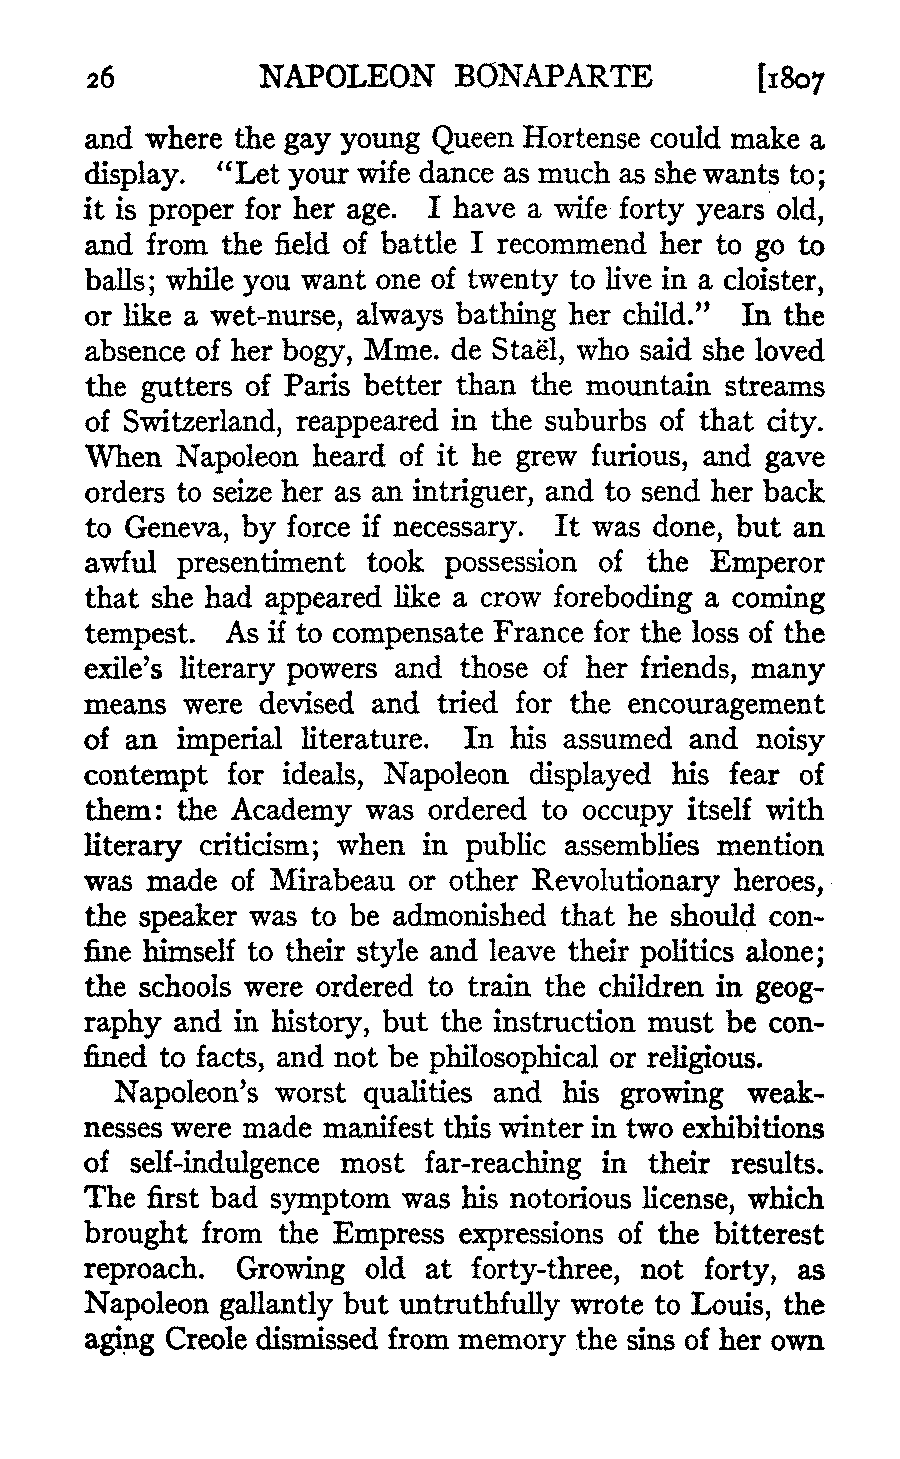 26 NAPOLEON BONAPARTE [1807
and where the gay young Queen Hortense could make a
display. "Let your wife dance as much as she wants to;
it is proper for her age. I have a wife forty years old,
and from the field of battle I recommend her to go to
balls; while you want one of twenty to live in a cloister,
or like a wet-nurse, always bathing her child." In the
absence of her bogy, Mme. de Staël, who said she loved
the gutters of Paris better than the mountain streams
of Switzerland, reappeared in the suburbs of that city.
When Napoleon heard of it he grew furious, and gave
orders to seize her as an intriguer, and to send her back
to Geneva, by force if necessary. It was done, but an
awful presentiment took possession of the Emperor
that she had appeared like a crow foreboding a coming
tempest. As if to compensate France for the loss of the
exile's literary powers and those of her friends, many
means were devised and tried for the encouragement
of an imperial literature. In his assumed and noisy
contempt for ideals, Napoleon displayed his fear of
them: the Academy was ordered to occupy itself with
literary criticism; when in public assemblies mention
was made of Mirabeau or other Revolutionary heroes,
the speaker was to be admonished that he should con-
fine himself to their style and leave their politics alone;
the schools were ordered to train the children in geog-
raphy and in history, but the instruction must be con-
fined to facts, and not be philosophical or religious.
Napoleon's worst qualities and his growing weak-
nesses were made manifest this winter in two exhibitions
of self-indulgence most far-reaching in their results.
The first bad symptom was his notorious license, which
brought from the Empress expressions of the bitterest
reproach. Growing old at forty-three, not forty, as
Napoleon gallantly but untruthfully wrote to Louis, the
aging Creole dismissed from memory the sins of her own